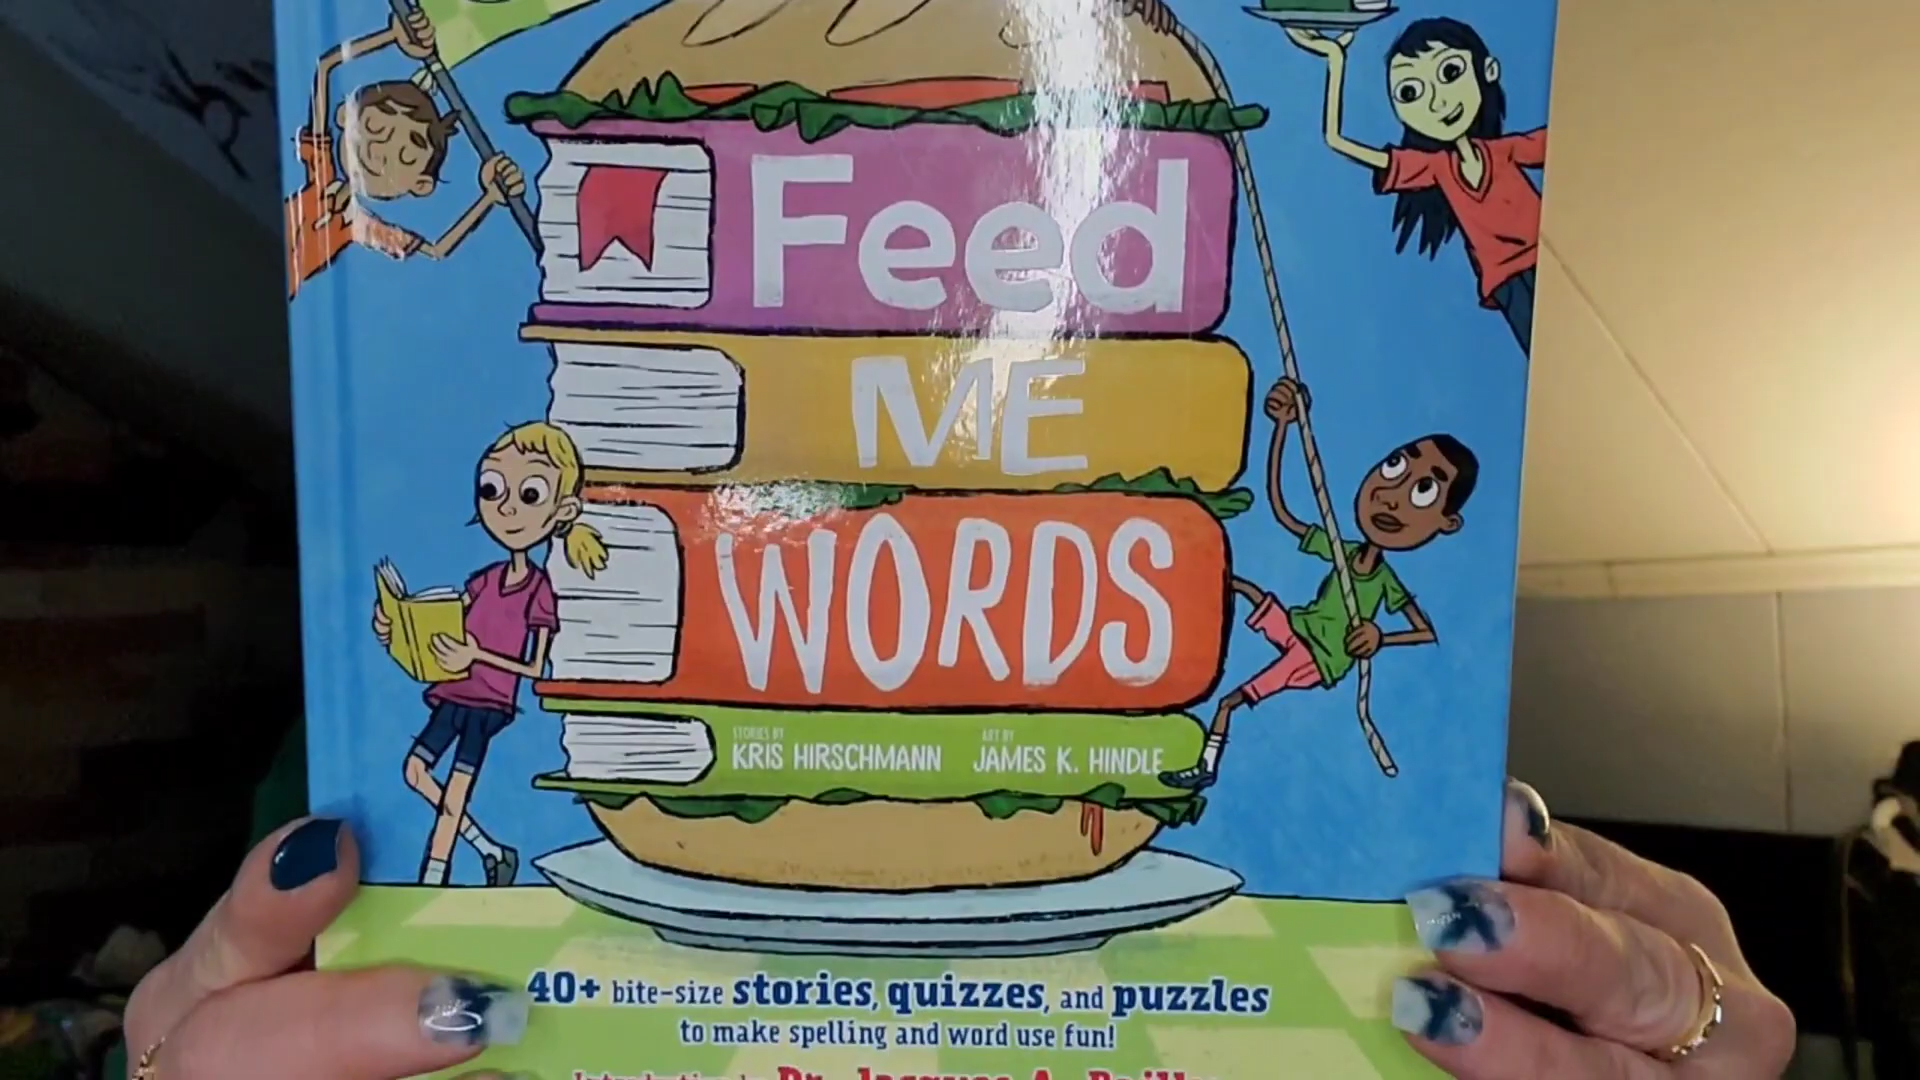 Feed
ME
WORDS
STORIES BY
KRIS HIRSCHMANN
ART BY
JAMES K. HINDLE
40+ bite-size stories, quizzes, and puzzles
to make spelling and word use fun!